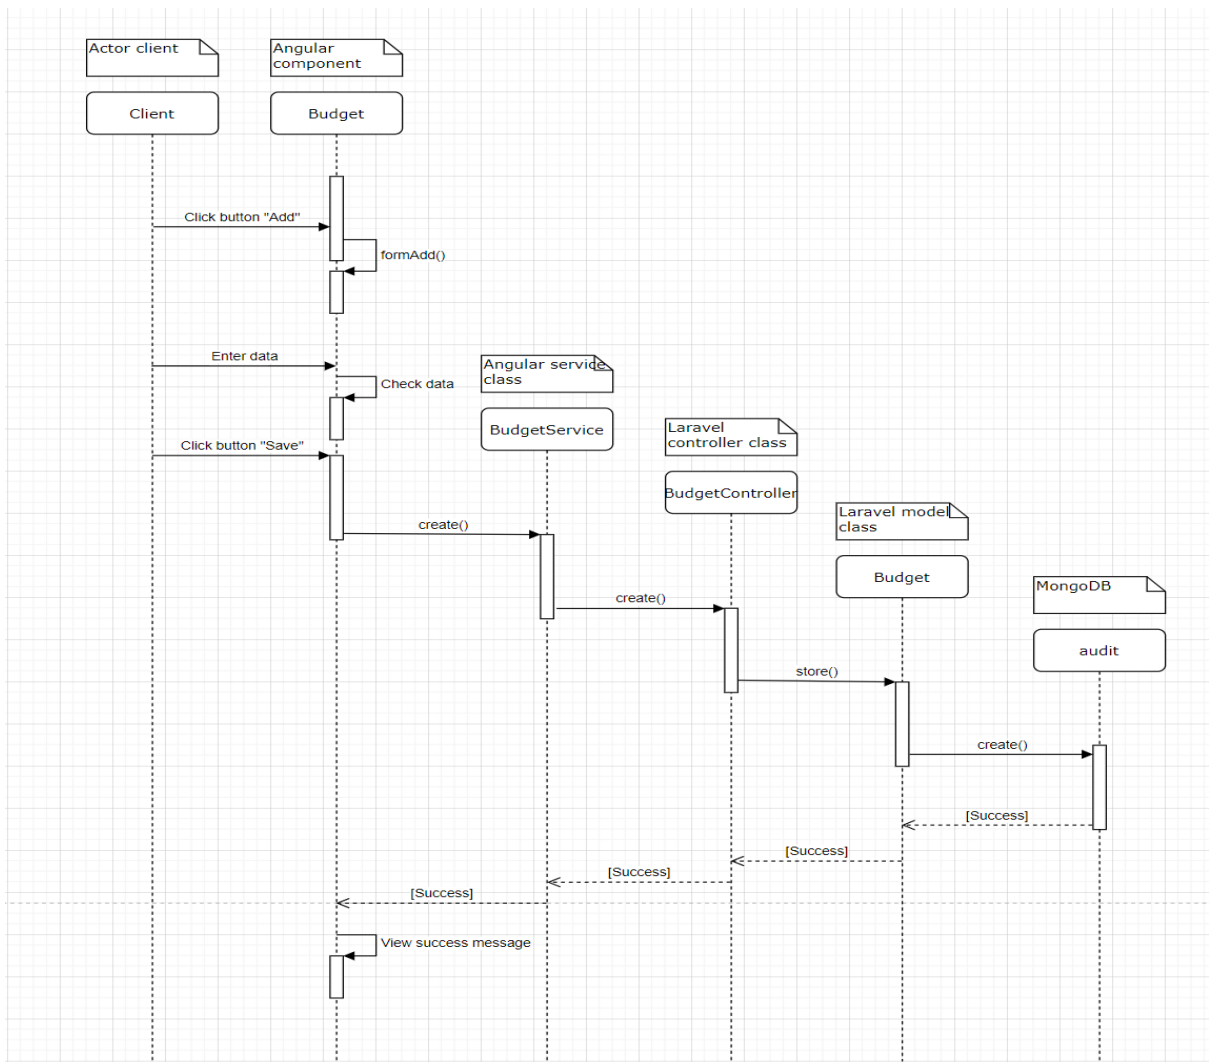 Actor client
Angular
component
Client
Budget
Click button "Add"
formAdd()
Enter data
Check data
Angular service
class
BudgetService
Click button "Save"
Laravel
controller class
BudgetController
create()
Laravel model
class
Budget
create()
MongoDB
audit
store()
create()
[Success]
[Success]
[Success]
[Success]
View success message